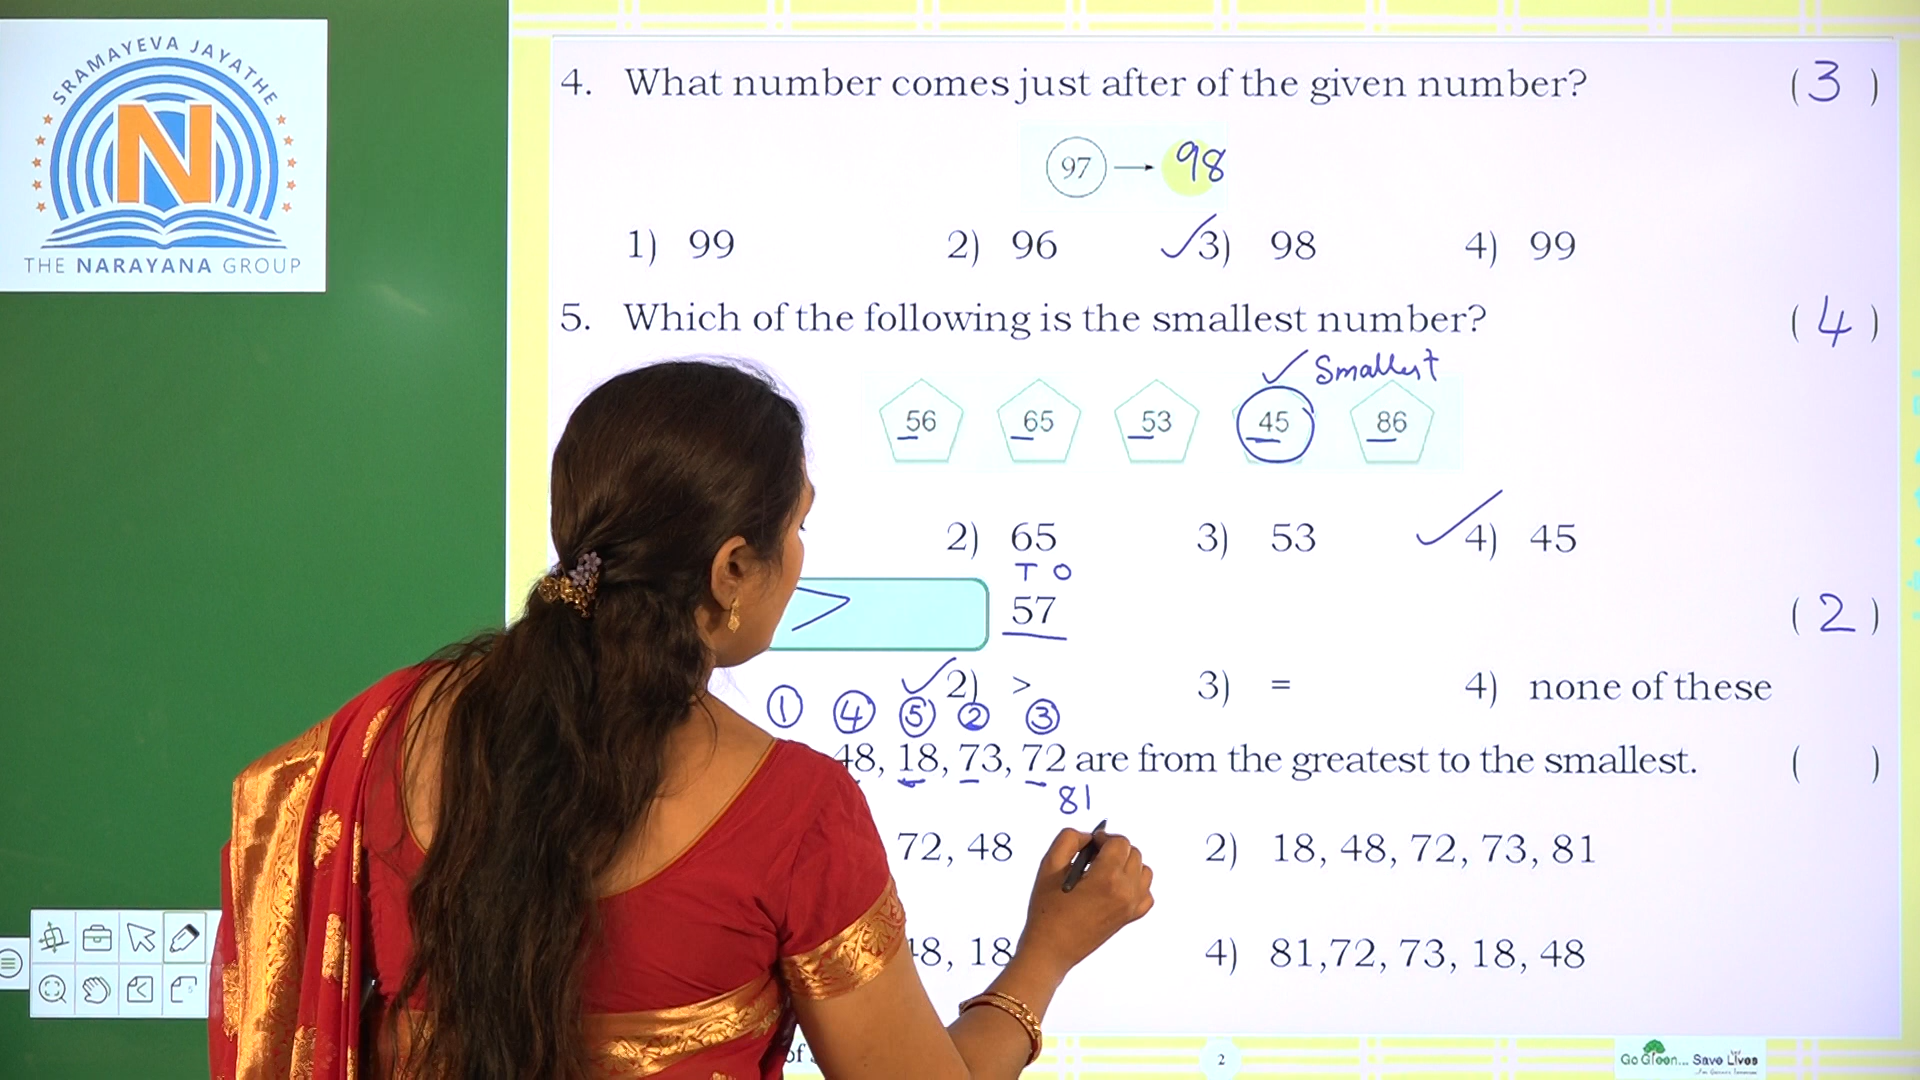 SRAMAYEVA JAYATHE
N
THE NARAYANA GROUP
4. What number comes just after of the given number? (3)
97 → 98
1) 99 2) 96 ✓3) 98 4) 99
5. Which of the following is the smallest number? (4)
✓ Smallest
56 65 53 45 86
2) 65 3) 53 ✓4) 45
T O
> 57 (2)
✓2) > 3) = 4) none of these
① ④ ⑤ ② ③
48, 18, 73, 72 are from the greatest to the smallest. ( )
81
72, 48 2) 18, 48, 72, 73, 81
48, 18 4) 81,72, 73, 18, 48
of
2
Go Green... Save Lives